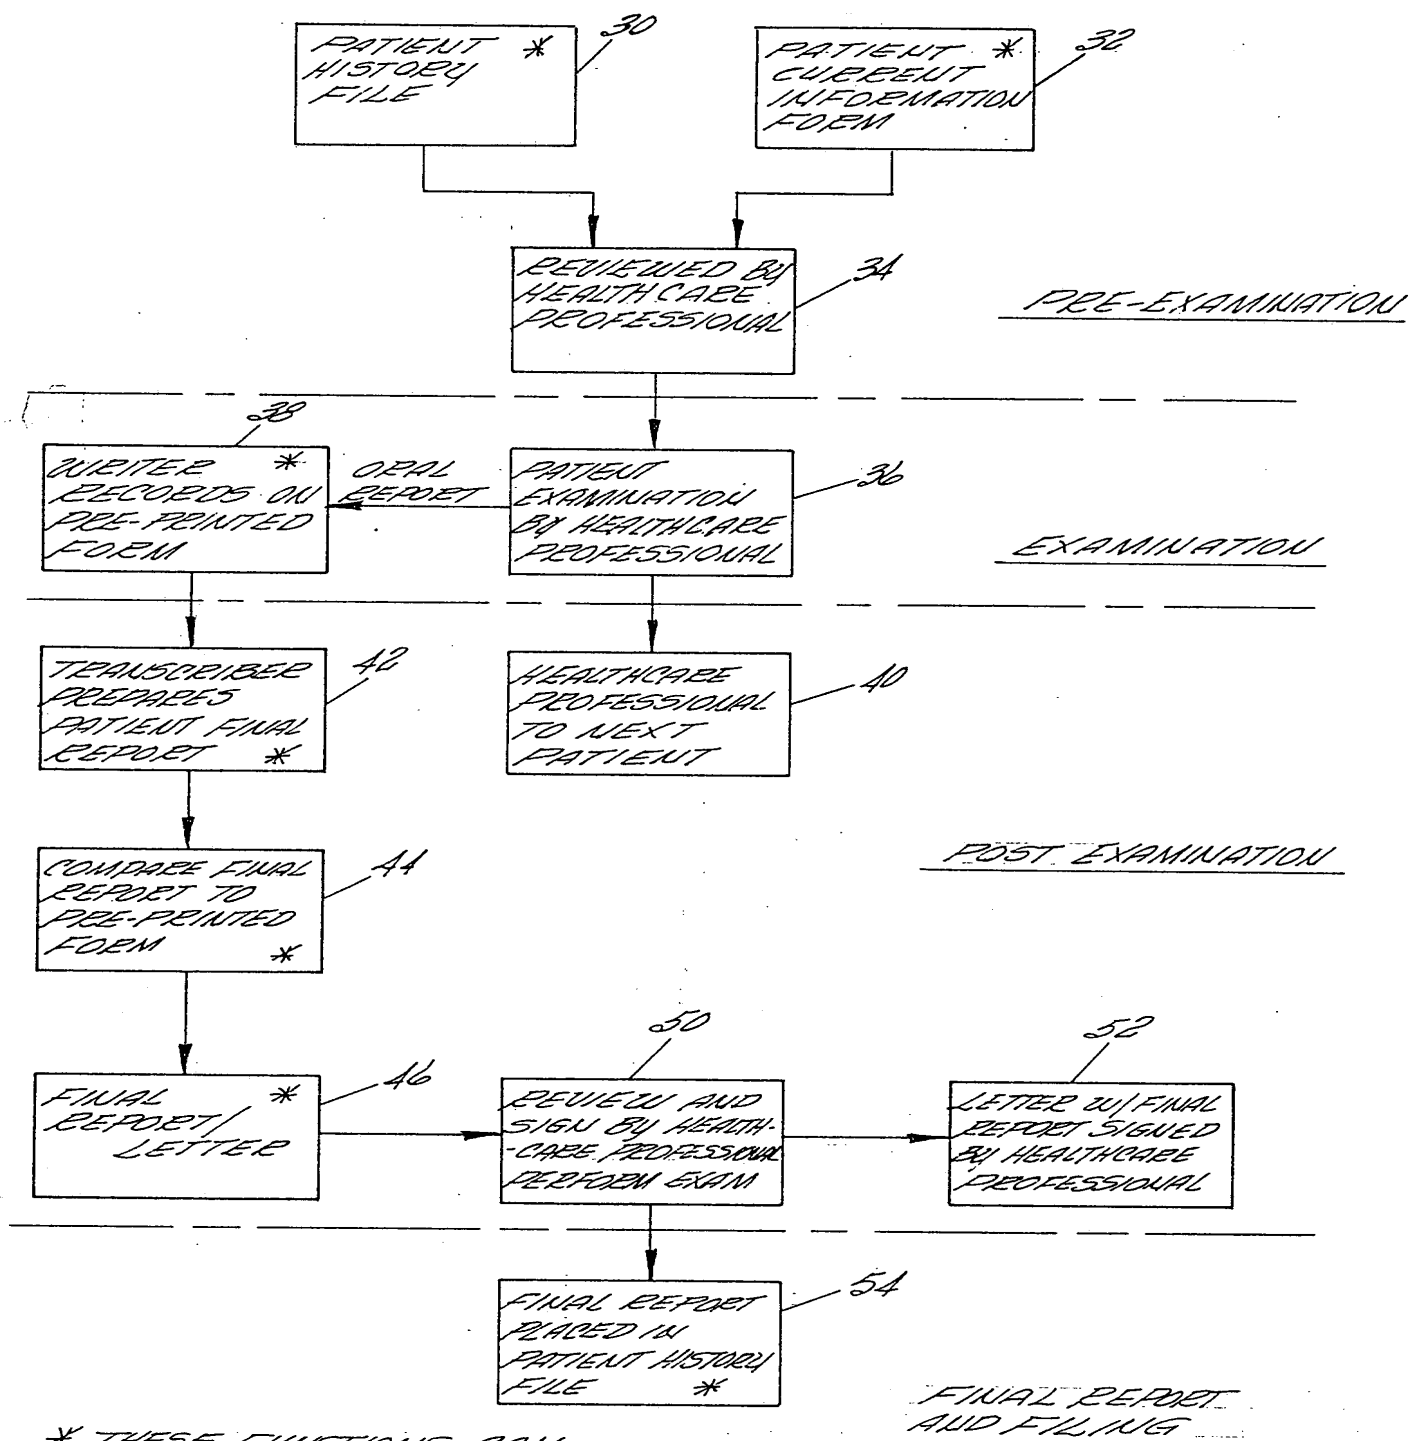 30
PATIENT *
HISTORY
FILE
32
PATIENT *
CURRENT
INFORMATION
FORM
34
REVIEWED BY
HEALTHCARE
PROFESSIONAL
PRE-EXAMINATION
38
WRITER *
RECORDS ON
PRE-PRINTED
FORM
ORAL
REPORT
36
PATIENT
EXAMINATION
BY HEALTHCARE
PROFESSIONAL
EXAMINATION
42
TRANSCRIBER
PREPARES
PATIENT FINAL
REPORT *
40
HEALTHCARE
PROFESSIONAL
TO NEXT
PATIENT
44
COMPARE FINAL
REPORT TO
PRE-PRINTED
FORM *
POST EXAMINATION
46
FINAL *
REPORT/
LETTER
50
REVIEW AND
SIGN BY HEALTH-
-CARE PROFESSIONAL
PERFORM EXAM
52
LETTER W/FINAL
REPORT SIGNED
BY HEALTHCARE
PROFESSIONAL
54
FINAL REPORT
PLACED IN
PATIENT HISTORY
FILE *
FINAL REPORT
AND FILING
* THESE FUNCTIONS CAN